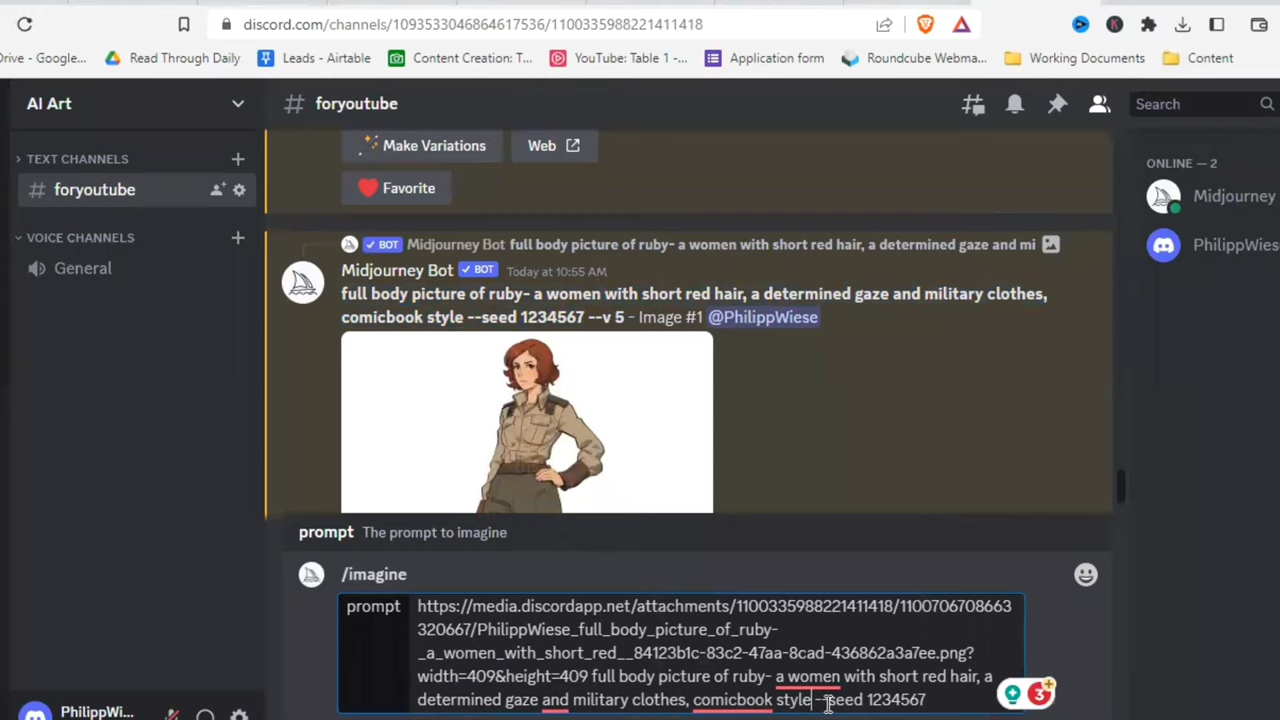 discord.com/channels/1093533046864617536/1100335988221411418
Drive - Google...
Read Through Daily
Leads - Airtable
Content Creation: T...
YouTube: Table 1 -...
Application form
Roundcube Webma...
Working Documents
Content
AI Art
# foryoutube
Search
Make Variations
Web
Favorite
TEXT CHANNELS
# foryoutube
VOICE CHANNELS
General
ONLINE — 2
Midjourney
PhilippWies
BOT Midjourney Bot full body picture of ruby- a women with short red hair, a determined gaze and mi
Midjourney Bot BOT Today at 10:55 AM
full body picture of ruby- a women with short red hair, a determined gaze and military clothes,
comicbook style --seed 1234567 --v 5 - Image #1 @PhilippWiese
prompt The prompt to imagine
/imagine
prompt https://media.discordapp.net/attachments/1100335988221411418/1100706708663
320667/PhilippWiese_full_body_picture_of_ruby-
_a_women_with_short_red__84123b1c-83c2-47aa-8cad-436862a3a7ee.png?
width=409&height=409 full body picture of ruby- a women with short red hair, a
determined gaze and military clothes, comicbook style --seed 1234567
3
PhilippWi...